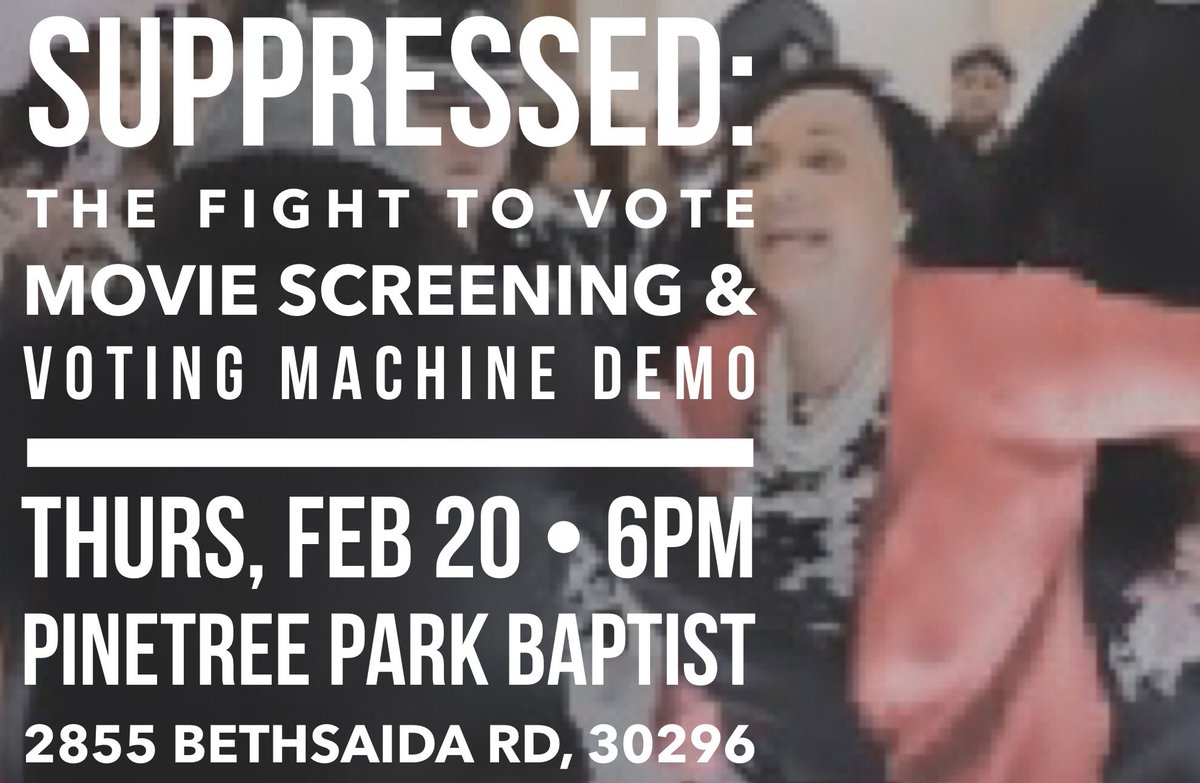 SUPPRESSED:
THE FIGHT TO VOTE
MOVIE SCREENING &
VOTING MACHINE DEMO
THURS, FEB 20 • 6PM
PINETREE PARK BAPTIST
2855 BETHSAIDA RD, 30296